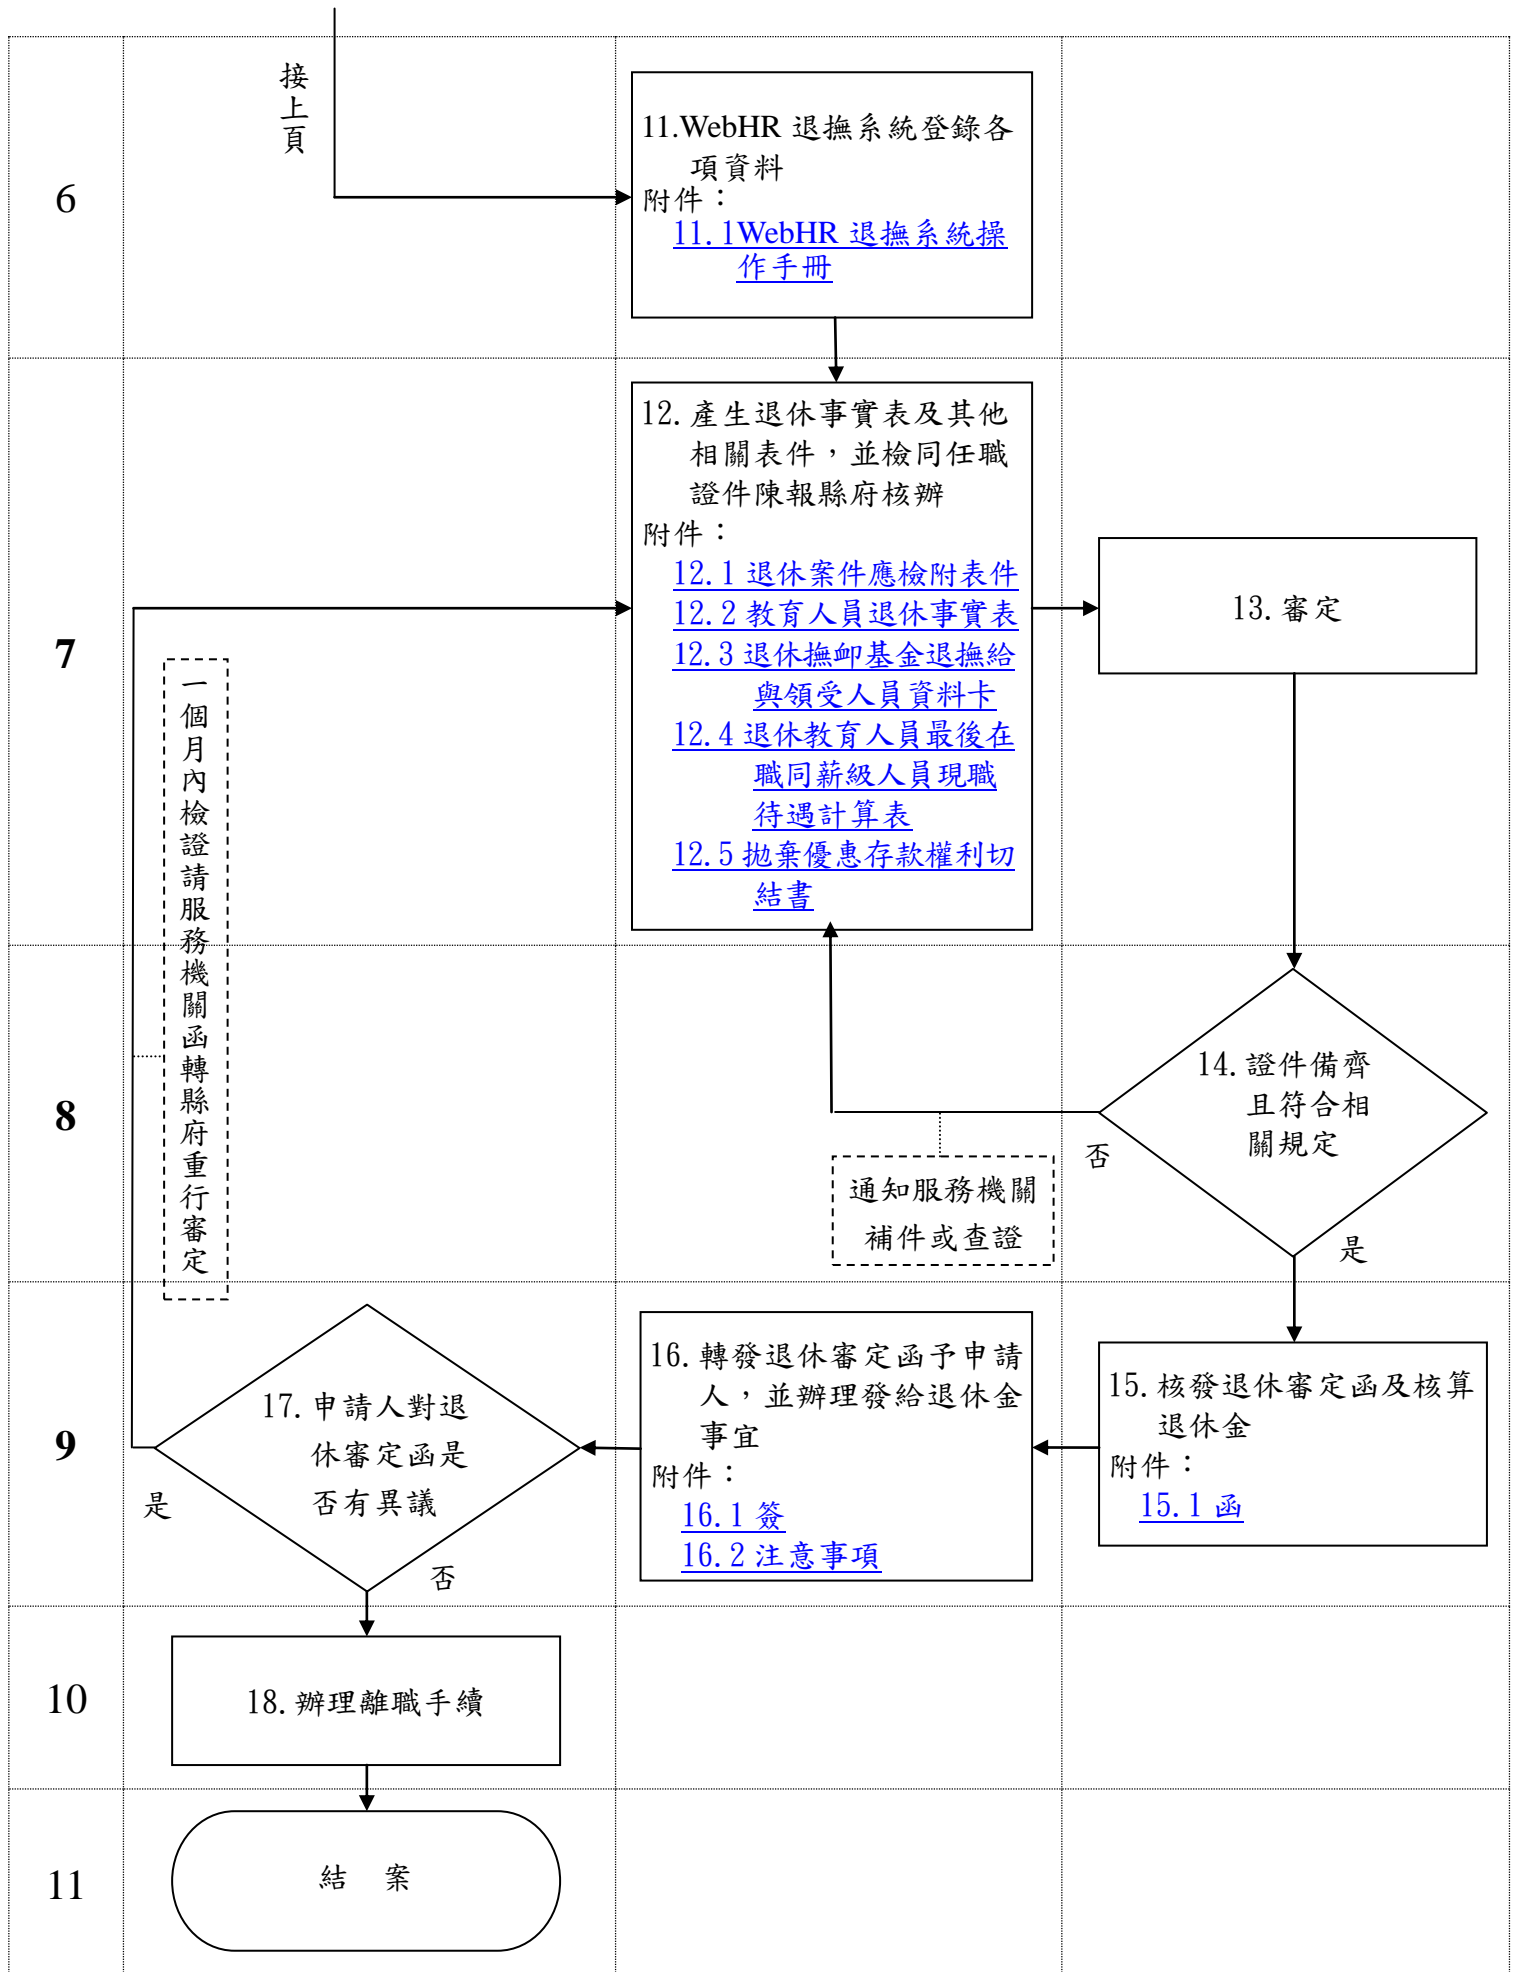 接上頁
6
11.WebHR 退撫系統登錄各
項資料
附件：
11.1WebHR 退撫系統操
作手冊
7
12.產生退休事實表及其他
相關表件，並檢同任職
證件陳報縣府核辦
附件：
12.1 退休案件應檢附表件
12.2 教育人員退休事實表
12.3 退休撫卹基金退撫給
與領受人員資料卡
12.4 退休教育人員最後在
職同薪級人員現職
待遇計算表
12.5 拋棄優惠存款權利切
結書
13.審定
一個月內檢證請服務機關函轉縣府重行審定
8
14.證件備齊
且符合相
關規定
否
是
通知服務機關
補件或查證
9
17.申請人對退
休審定函是
否有異議
是
否
16.轉發退休審定函予申請
人，並辦理發給退休金
事宜
附件：
16.1 簽
16.2 注意事項
15.核發退休審定函及核算
退休金
附件：
15.1 函
10
18.辦理離職手續
11
結 案